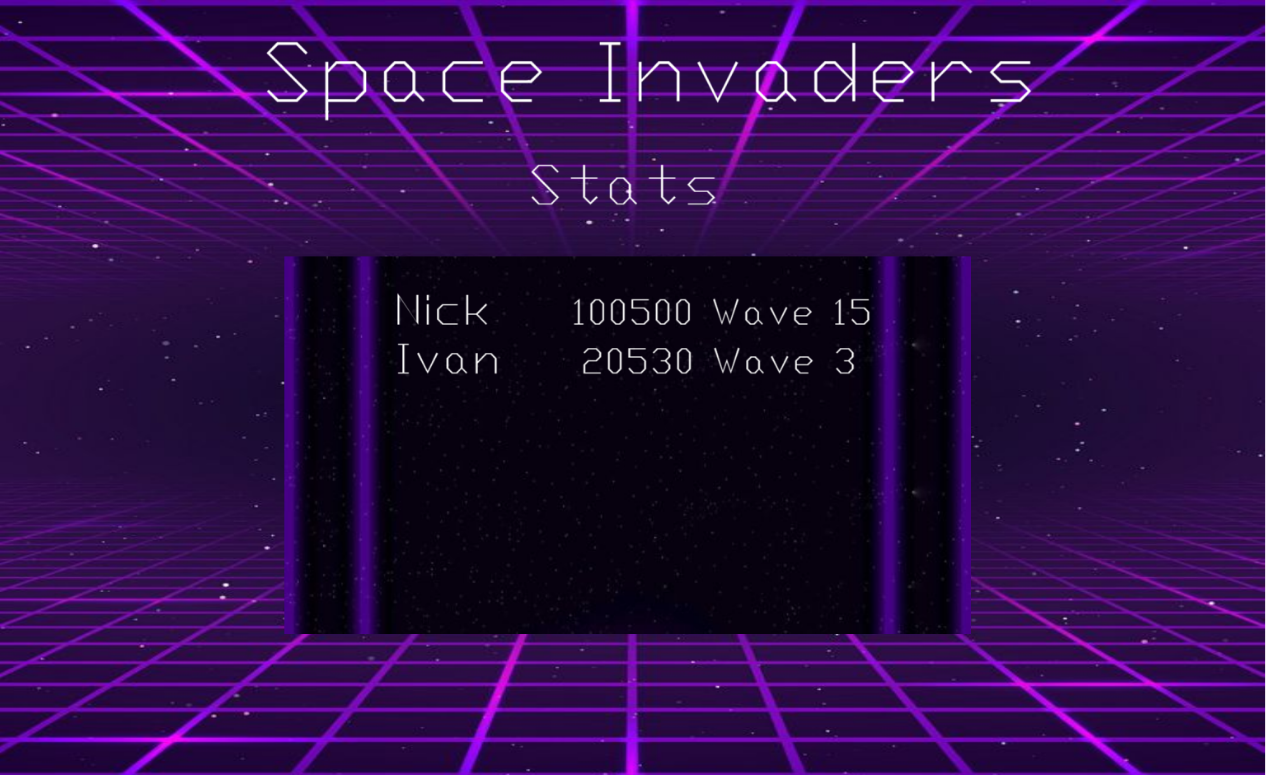 Space Invaders
Stats
Nick 100500 Wave 15
Ivan 20530 Wave 3